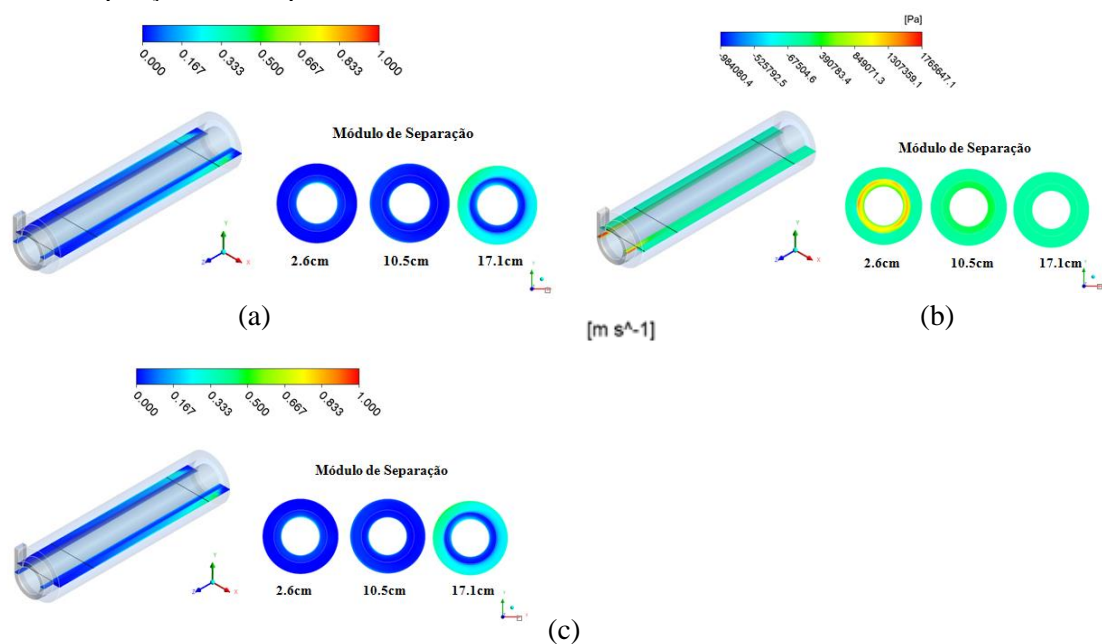 0.000 0.167 0.333 0.500 0.667 0.833 1.000
Módulo de Separação
2.6cm 10.5cm 17.1cm
(a)
[Pa]
-984080.4 -525792.5 -67504.6 390783.4 849071.3 1307359.1 1765647.1
Módulo de Separação
2.6cm 10.5cm 17.1cm
(b)
[m s^-1]
0.000 0.167 0.333 0.500 0.667 0.833 1.000
Módulo de Separação
2.6cm 10.5cm 17.1cm
(c)